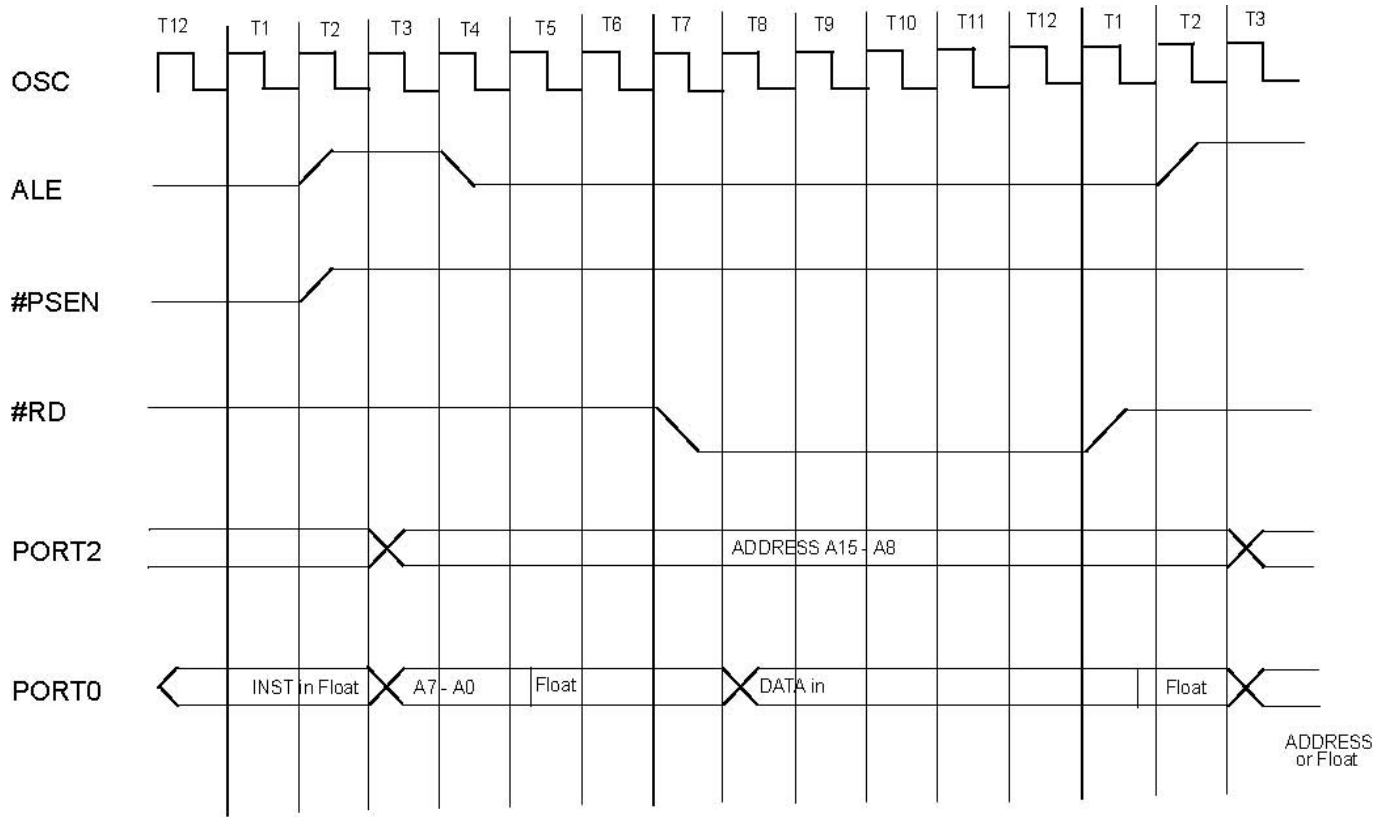 T12 T1 T2 T3 T4 T5 T6 T7 T8 T9 T10 T11 T12 T1 T2 T3
OSC
ALE
#PSEN
#RD
PORT2 ADDRESS A15 - A8
PORT0 INST in Float A7 - A0 Float DATA in Float
ADDRESS
or Float